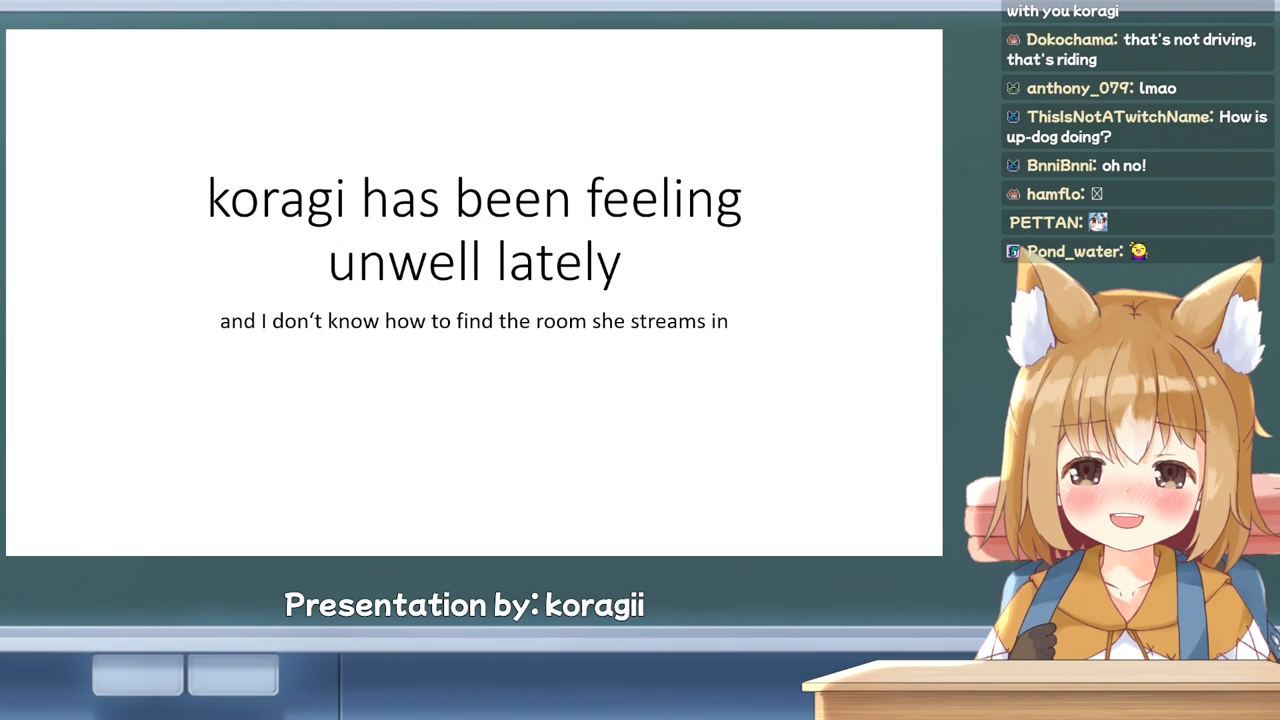 koragi has been feeling
unwell lately
and I don‘t know how to find the room she streams in
Presentation by: koragii
with you koragi
Dokochama: that's not driving,
that's riding
anthony_079: lmao
ThisIsNotATwitchName: How is
up-dog doing?
BnniBnni: oh no!
hamflo:
PETTAN:
Pond_water: